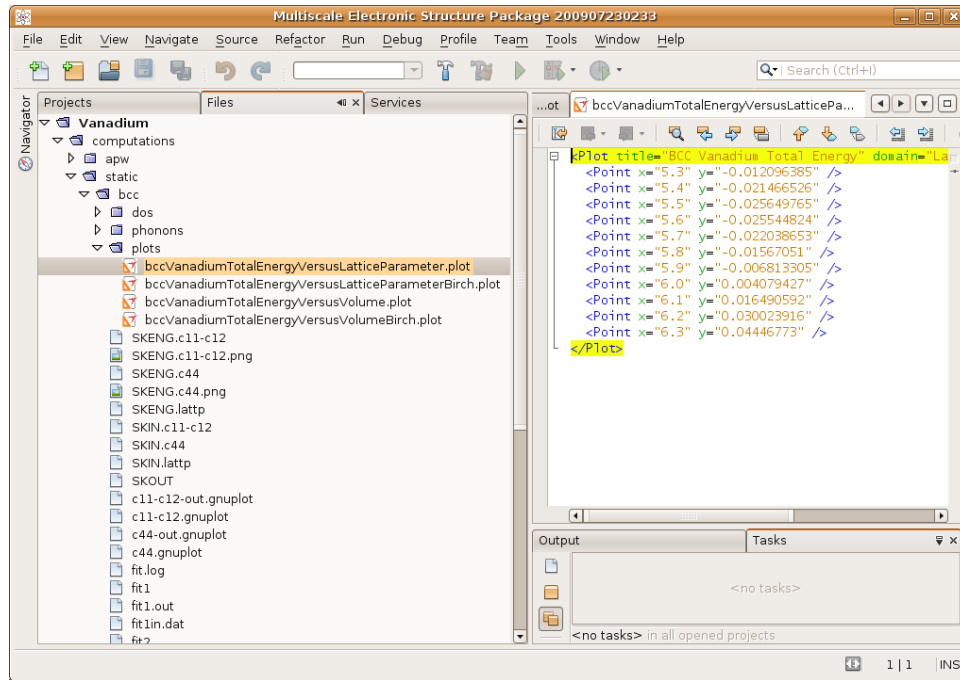 Multiscale Electronic Structure Package 200907230233
File Edit View Navigate Source Refactor Run Debug Profile Team Tools Window Help
Search (Ctrl+I)
Navigator
Projects Files Services
Vanadium
computations
apw
static
bcc
dos
phonons
plots
bccVanadiumTotalEnergyVersusLatticeParameter.plot
bccVanadiumTotalEnergyVersusLatticeParameterBirch.plot
bccVanadiumTotalEnergyVersusVolume.plot
bccVanadiumTotalEnergyVersusVolumeBirch.plot
SKENG.c11-c12
SKENG.c11-c12.png
SKENG.c44
SKENG.c44.png
SKENG.lattp
SKIN.c11-c12
SKIN.c44
SKIN.lattp
SKOUT
c11-c12-out.gnuplot
c11-c12.gnuplot
c44-out.gnuplot
c44.gnuplot
fit.log
fit1
fit1.out
fit1in.dat
fit2
...ot bccVanadiumTotalEnergyVersusLatticePa...
<Plot title="BCC Vanadium Total Energy" domain="La
<Point x="5.3" y="-0.012096385" />
<Point x="5.4" y="-0.021466526" />
<Point x="5.5" y="-0.025649765" />
<Point x="5.6" y="-0.025544824" />
<Point x="5.7" y="-0.022038653" />
<Point x="5.8" y="-0.01567051" />
<Point x="5.9" y="-0.006813305" />
<Point x="6.0" y="0.004079427" />
<Point x="6.1" y="0.016490592" />
<Point x="6.2" y="0.030023916" />
<Point x="6.3" y="0.04446773" />
</Plot>
Output Tasks
<no tasks>
<no tasks> in all opened projects
1 | 1 INS